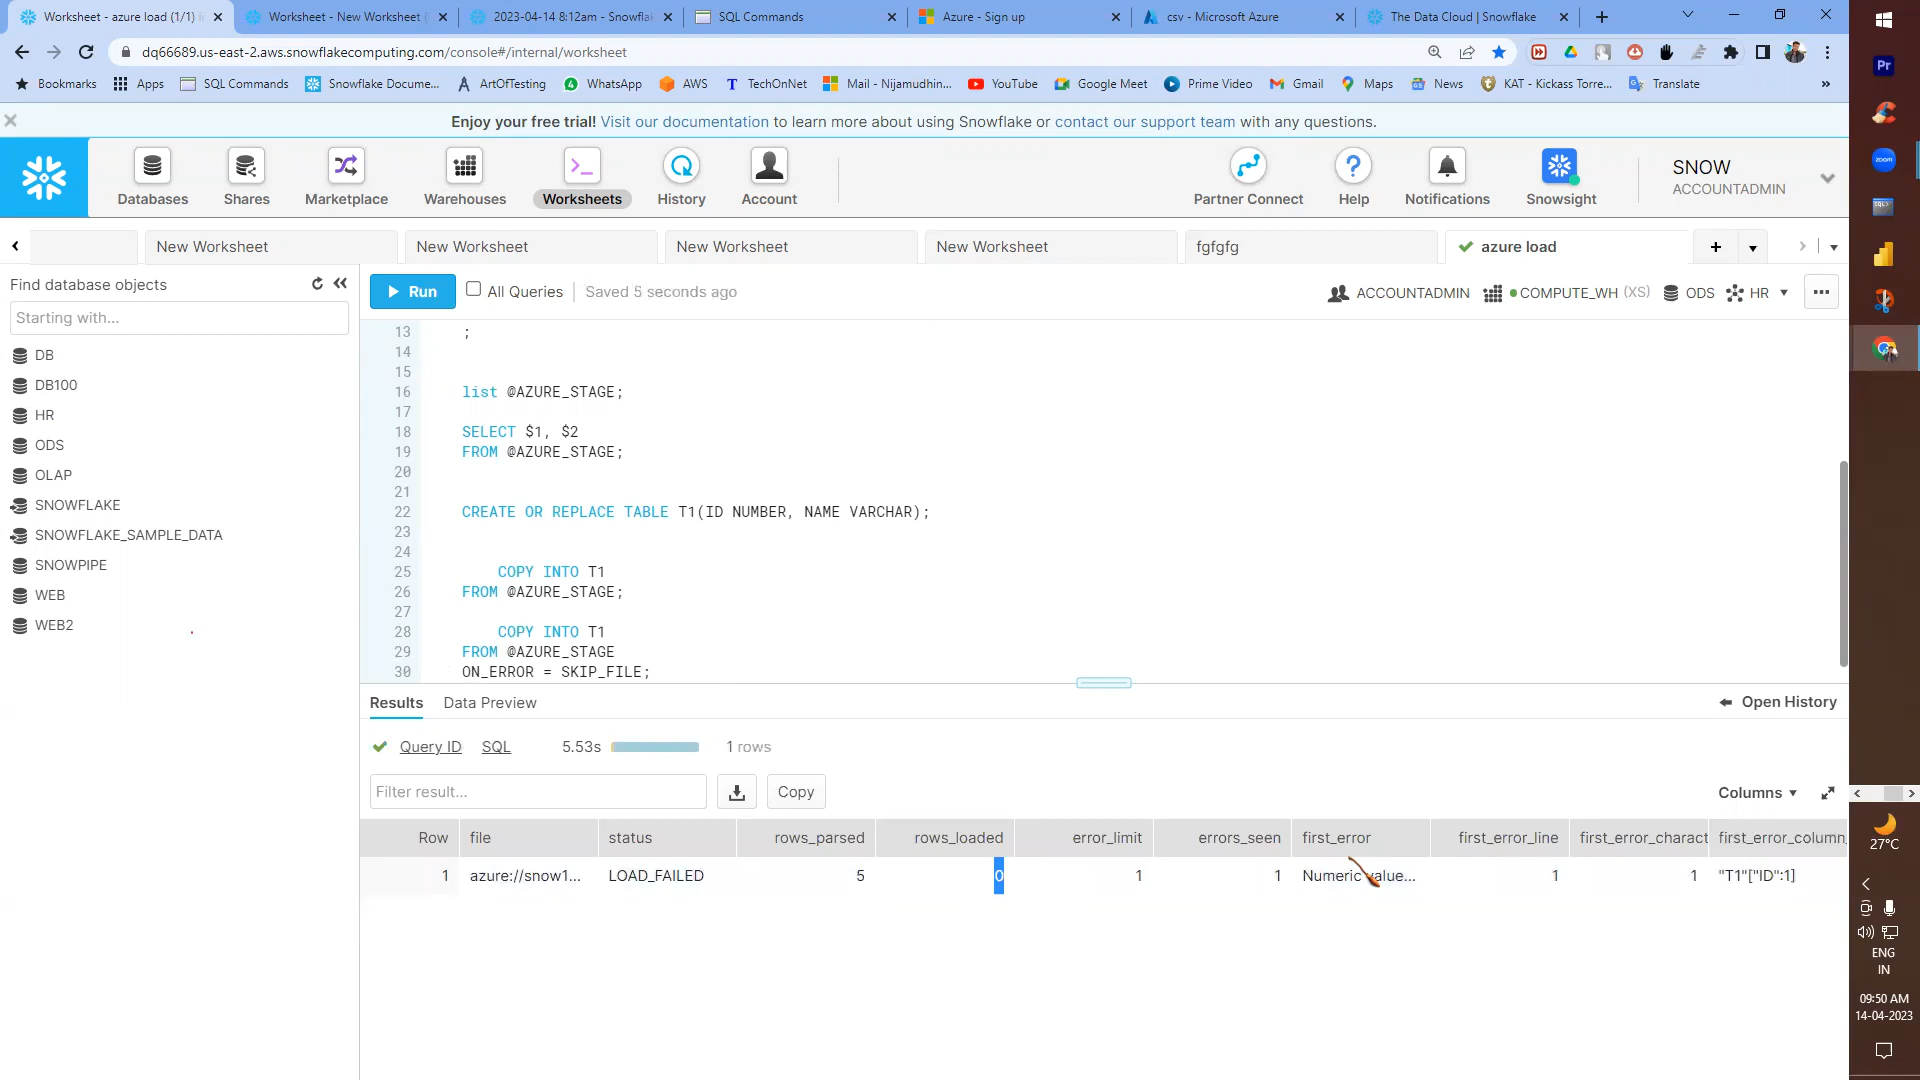 Worksheet - azure load (1/1)
Worksheet - New Worksheet (
2023-04-14 8:12am - Snowflak
SQL Commands
Azure - Sign up
csv - Microsoft Azure
The Data Cloud | Snowflake
dq66689.us-east-2.aws.snowflakecomputing.com/console#/internal/worksheet
Bookmarks
Apps
SQL Commands
Snowflake Docume...
ArtOfTesting
WhatsApp
AWS
TechOnNet
Mail - Nijamudhin...
YouTube
Google Meet
Prime Video
Gmail
Maps
News
KAT - Kickass Torre...
Translate
Enjoy your free trial! Visit our documentation to learn more about using Snowflake or contact our support team with any questions.
Databases
Shares
Marketplace
Warehouses
Worksheets
History
Account
Partner Connect
Help
Notifications
Snowsight
SNOW
ACCOUNTADMIN
New Worksheet
New Worksheet
New Worksheet
New Worksheet
fgfgfg
azure load
Find database objects
Starting with...
DB
DB100
HR
ODS
OLAP
SNOWFLAKE
SNOWFLAKE_SAMPLE_DATA
SNOWPIPE
WEB
WEB2
Run
All Queries
Saved 5 seconds ago
ACCOUNTADMIN
COMPUTE_WH (XS)
ODS
HR
13 ;
14
15
16 list @AZURE_STAGE;
17
18 SELECT $1, $2
19 FROM @AZURE_STAGE;
20
21
22 CREATE OR REPLACE TABLE T1(ID NUMBER, NAME VARCHAR);
23
24
25 COPY INTO T1
26 FROM @AZURE_STAGE;
27
28 COPY INTO T1
29 FROM @AZURE_STAGE
30 ON_ERROR = SKIP_FILE;
Results
Data Preview
Open History
Query ID
SQL
5.53s
1 rows
Filter result...
Copy
Columns
Row file status rows_parsed rows_loaded error_limit errors_seen first_error first_error_line first_error_charact first_error_column_
1 azure://snow1... LOAD_FAILED 5 0 1 1 Numeric value... 1 1 "T1"["ID":1]
Pr
zoom
SQL
27°C
ENG
IN
09:50 AM
14-04-2023